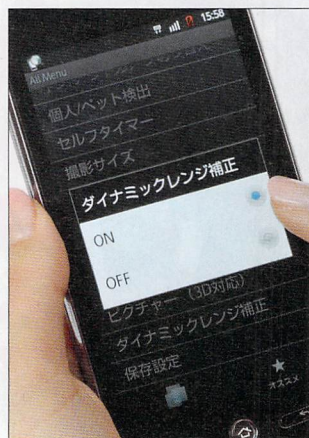 15:58
All Menu
個人/ペット検出
セルフタイマー
撮影サイズ
ダイナミックレンジ補正
ON
OFF
ピクチャー (3D対応)
ダイナミックレンジ補正
保存設定
オススメ